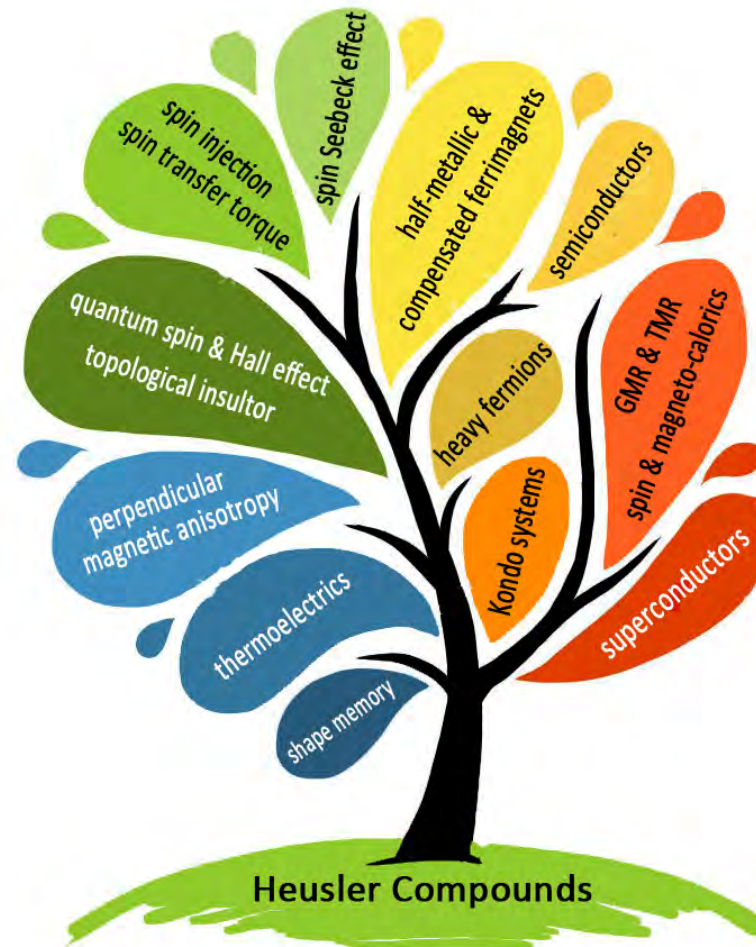 spin Seebeck effect
spin injection
spin transfer torque
half-metallic &
compensated ferrimagnets
semiconductors
quantum spin & Hall effect
topological insultor
GMR & TMR
spin & magneto-calorics
heavy fermions
perpendicular
magnetic anisotropy
Kondo systems
superconductors
thermoelectrics
shape memory
Heusler Compounds